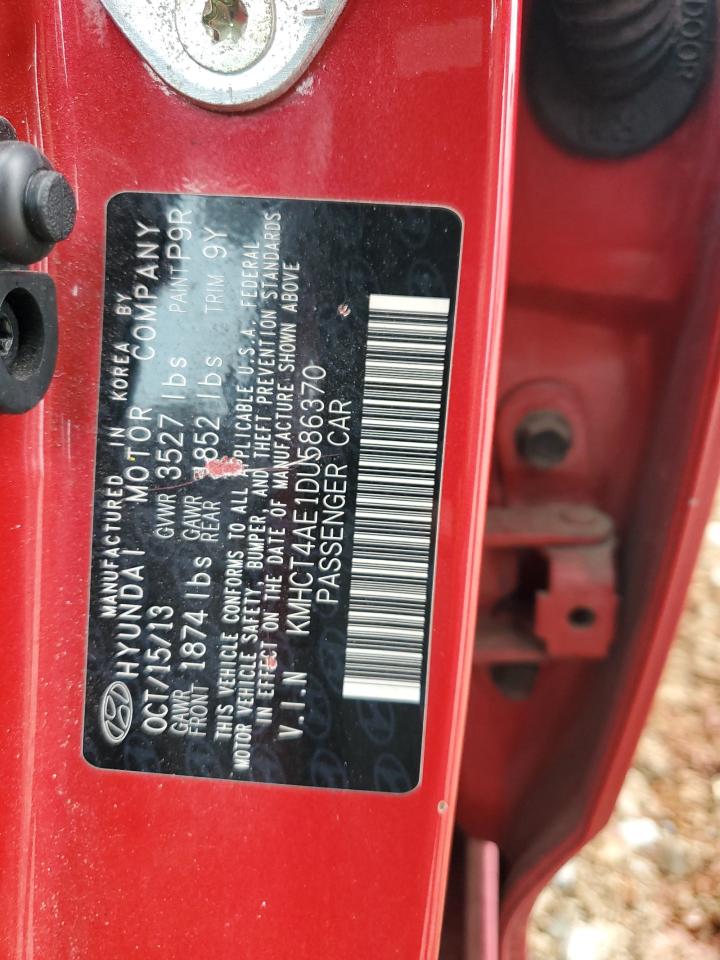 MANUFACTURED IN KOREA BY
HYUNDAI MOTOR COMPANY
OCT/15/13 GVWR 3527 lbs PAINT P9R
GAWR FRONT 1874 lbs GAWR REAR 852 lbs TRIM 9Y
THIS VEHICLE CONFORMS TO ALL APPLICABLE U.S.A. FEDERAL
MOTOR VEHICLE SAFETY, BUMPER AND THEFT PREVENTION STANDARDS
IN EFFECT ON THE DATE OF MANUFACTURE SHOWN ABOVE
V.I.N KMHCT4AE1DU586370
PASSENGER CAR
DOOR